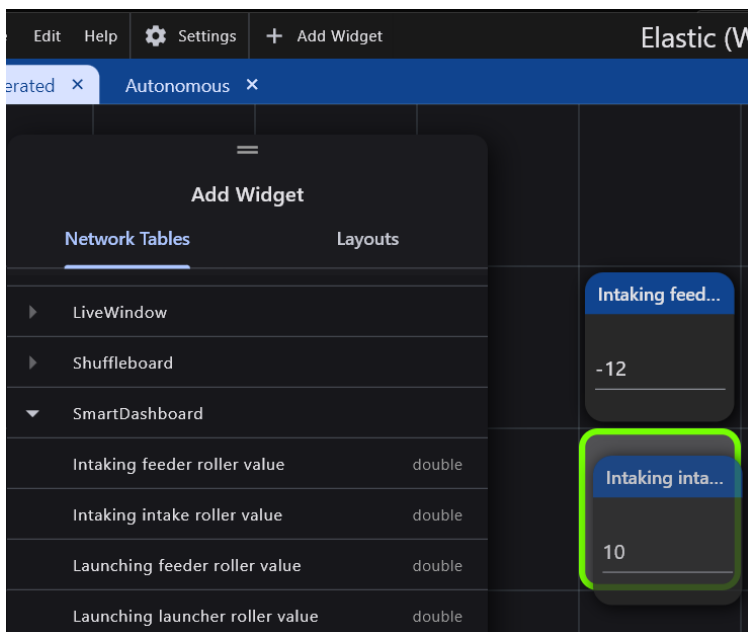 Edit Help Settings + Add Widget Elastic (W
erated × Autonomous ×
Add Widget
Network Tables Layouts
LiveWindow
Shuffleboard
SmartDashboard
Intaking feeder roller value double
Intaking intake roller value double
Launching feeder roller value double
Launching launcher roller value double
Intaking feed...
-12
Intaking inta...
10